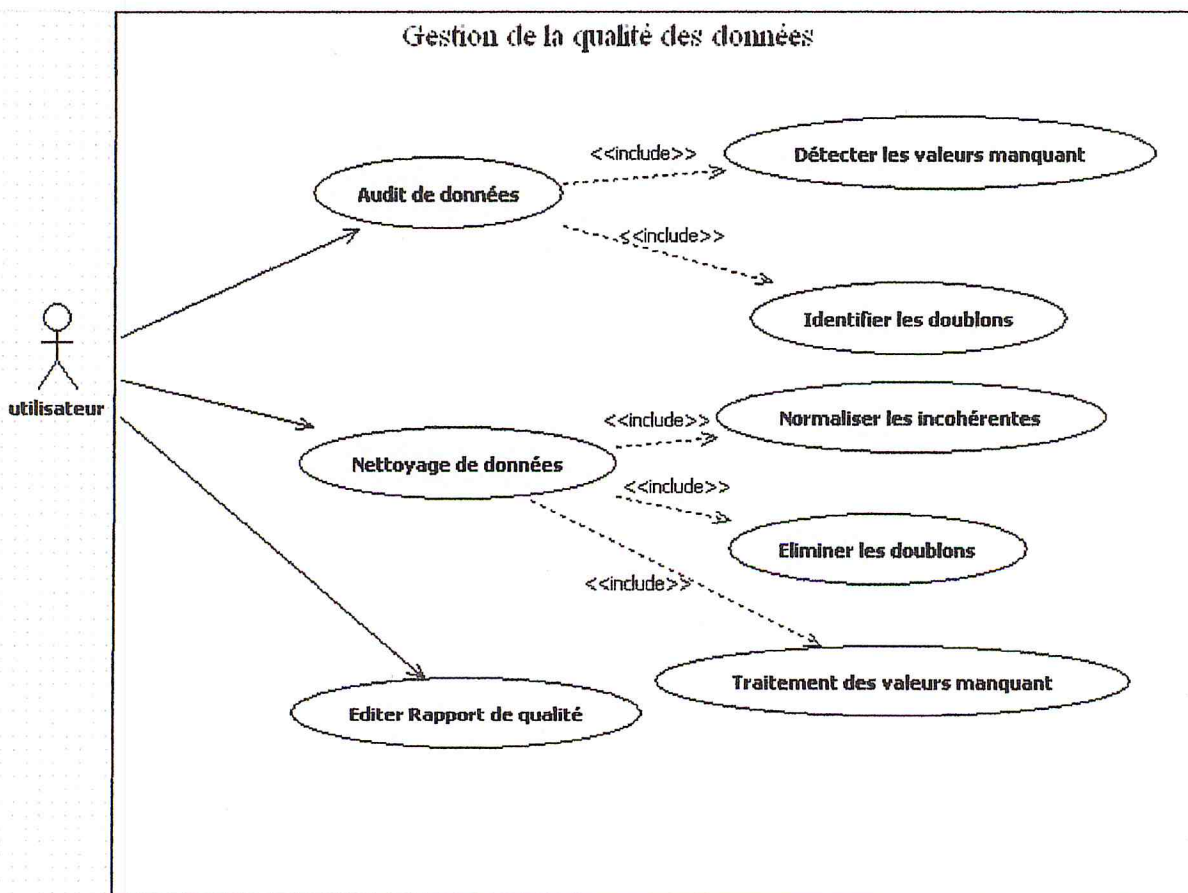 Gestion de la qualité des données
<<include>>
Détecter les valeurs manquant
Audit de données
<<include>>
Identifier les doublons
utilisateur
<<include>>
Normaliser les incohérentes
Nettoyage de données
<<include>>
Eliminer les doublons
<<include>>
Traitement des valeurs manquant
Editer Rapport de qualité